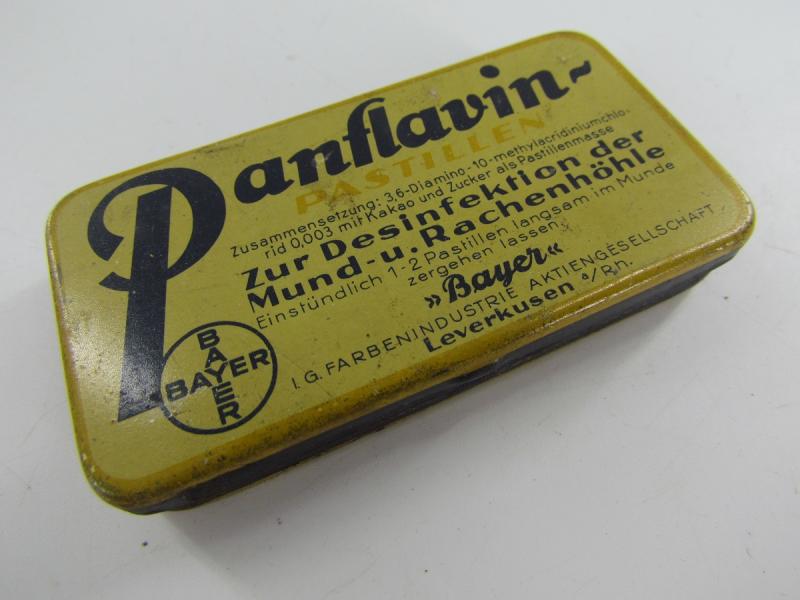 Panflavin-
PASTILLEN
Zusammensetzung: 3,6-Diamino-10-methylacridiniumchlo-
rid 0,003 mit Kakao und Zucker als Pastillenmasse
Zur Desinfektion der
Mund- u. Rachenhöhle
Einstündlich 1-2 Pastillen langsam im Munde
zergehen lassen.
»Bayer«
I.G. FARBENINDUSTRIE AKTIENGESELLSCHAFT
Leverkusen a/Rh.
BAYER
BAYER